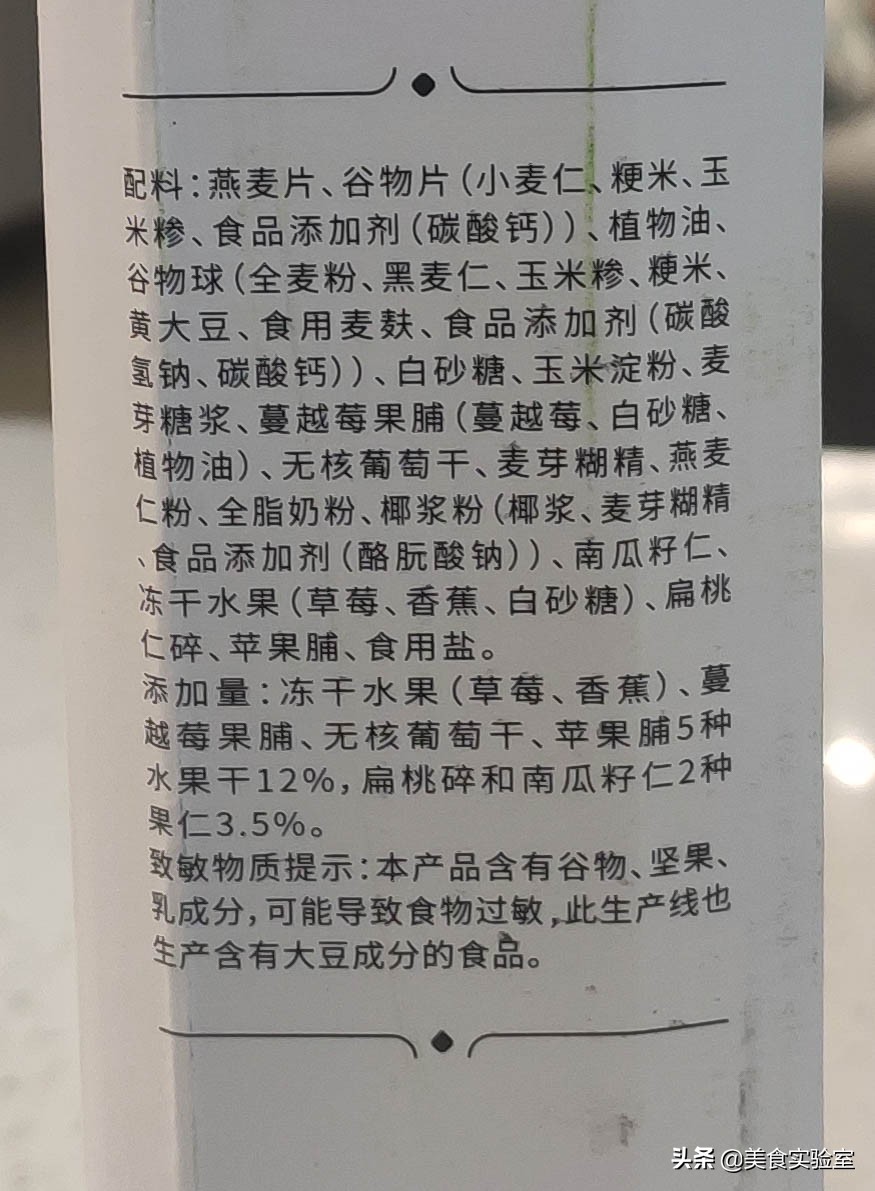 配料：燕麦片、谷物片（小麦仁、粳米、玉
米糁、食品添加剂（碳酸钙））、植物油、
谷物球（全麦粉、黑麦仁、玉米糁、粳米、
黄大豆、食用麦麸、食品添加剂（碳酸
氢钠、碳酸钙））、白砂糖、玉米淀粉、麦
芽糖浆、蔓越莓果脯（蔓越莓、白砂糖、
植物油）、无核葡萄干、麦芽糊精、燕麦
仁粉、全脂奶粉、椰浆粉（椰浆、麦芽糊精
、食品添加剂（酪朊酸钠））、南瓜籽仁、
冻干水果（草莓、香蕉、白砂糖）、扁桃
仁碎、苹果脯、食用盐。
添加量：冻干水果（草莓、香蕉）、蔓
越莓果脯、无核葡萄干、苹果脯5种
水果干12%，扁桃碎和南瓜籽仁2种
果仁3.5%。
致敏物质提示：本产品含有谷物、坚果、
乳成分，可能导致食物过敏，此生产线也
生产含有大豆成分的食品。
头条 @美食实验室